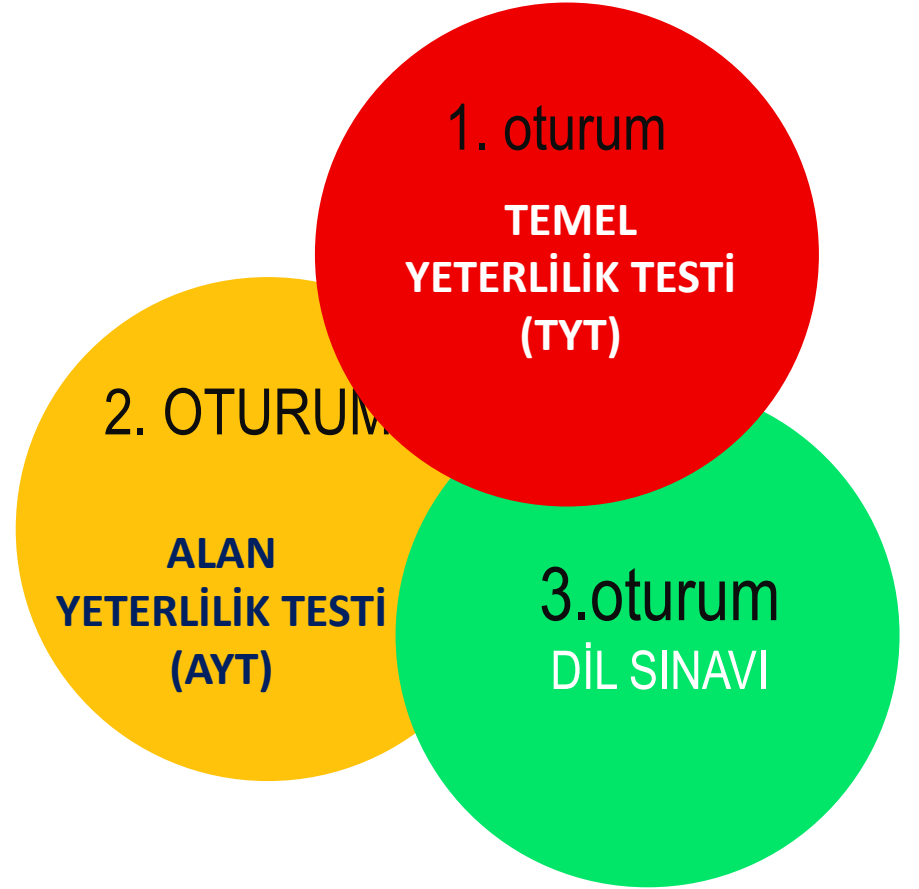 1. oturum
TEMEL
YETERLİLİK TESTİ
(TYT)
2. OTURUM
ALAN
YETERLİLİK TESTİ
(AYT)
3.oturum
DİL SINAVI